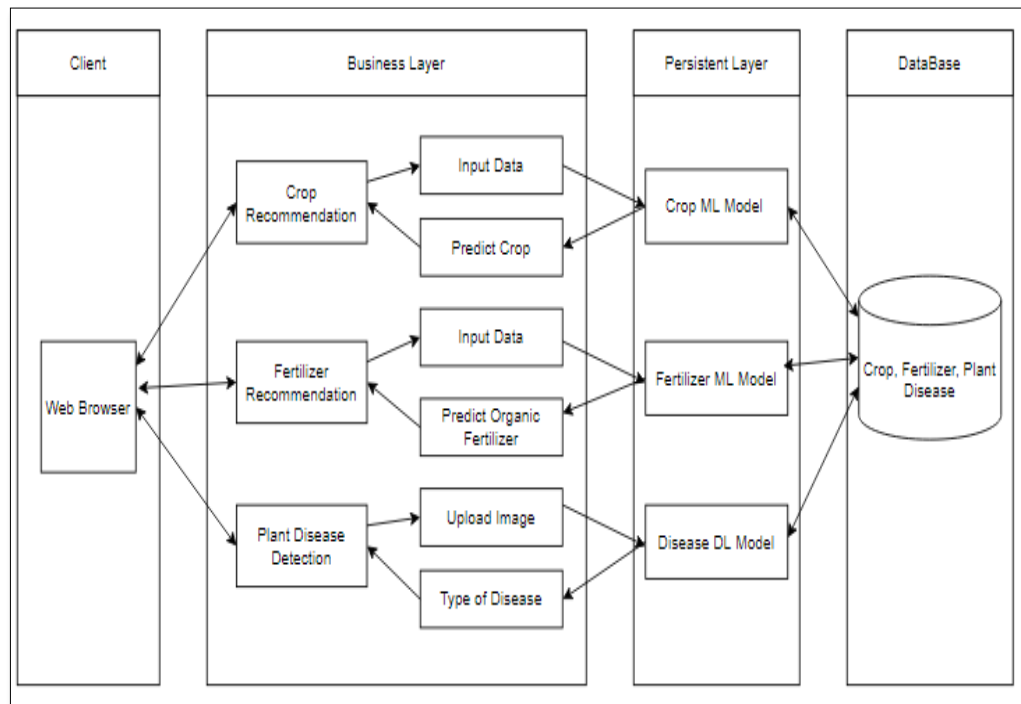 Client
Business Layer
Persistent Layer
DataBase
Web Browser
Crop
Recommendation
Input Data
Predict Crop
Crop ML Model
Fertilizer
Recommendation
Input Data
Predict Organic
Fertilizer
Fertilizer ML Model
Plant Disease
Detection
Upload Image
Type of Disease
Disease DL Model
Crop, Fertilizer, Plant
Disease